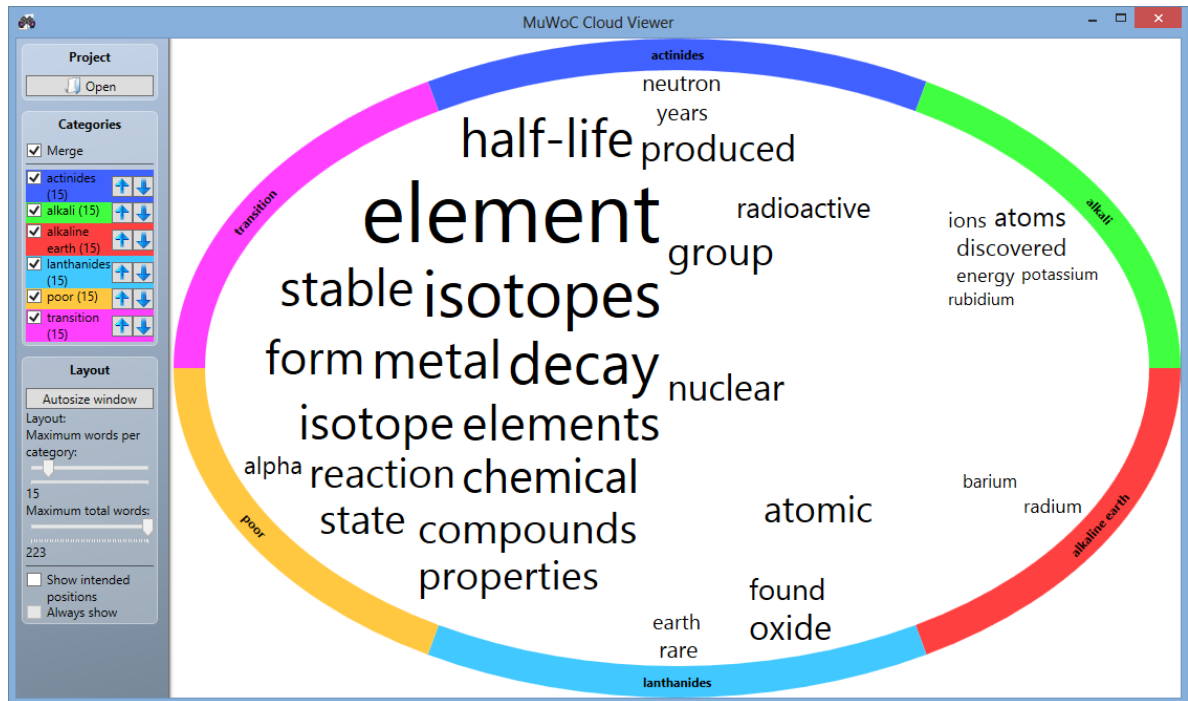 MuWoC Cloud Viewer
Project
Open
Categories
Merge
actinides
(15)
alkali (15)
alkaline
earth (15)
lanthanides
(15)
poor (15)
transition
(15)
Layout
Autosize window
Layout:
Maximum words per
category:
15
Maximum total words:
223
Show intended
positions
Always show
actinides
neutron
years
half-life produced
element radioactive
ions atoms
group discovered
stable isotopes energy potassium
rubidium
form metal decay
nuclear
isotope elements
alpha reaction chemical
barium
state compounds atomic radium
properties
found
earth oxide
rare
lanthanides
transition
alkali
poor
alkaline earth